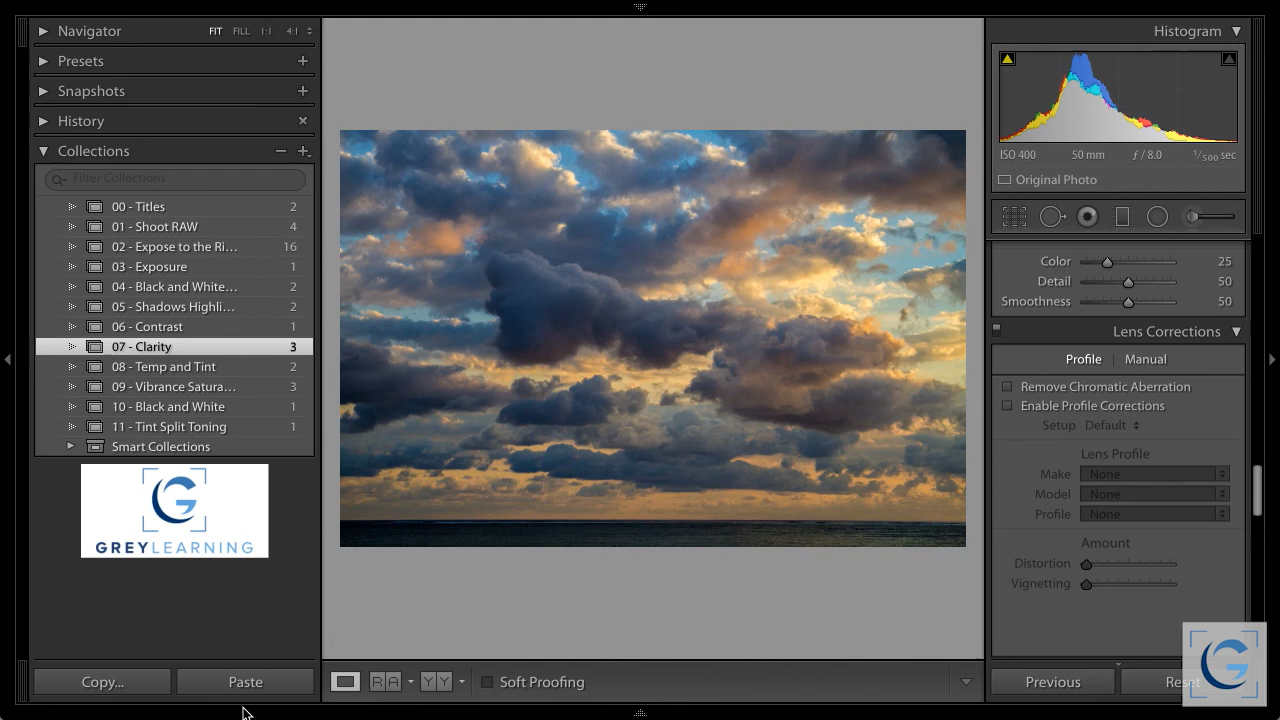 Navigator FIT FILL 1:1 4:1
Presets
Snapshots
History
Collections
Filter Collections
00 - Titles 2
01 - Shoot RAW 4
02 - Expose to the Ri... 16
03 - Exposure 1
04 - Black and White... 2
05 - Shadows Highli... 2
06 - Contrast 1
07 - Clarity 3
08 - Temp and Tint 2
09 - Vibrance Satura... 3
10 - Black and White 1
11 - Tint Split Toning 1
Smart Collections
GREYLEARNING
Copy... Paste
R A Y Y Soft Proofing
Histogram
ISO 400 50 mm ƒ / 8.0 1/500 sec
Original Photo
Color 25
Detail 50
Smoothness 50
Lens Corrections
Profile | Manual
Remove Chromatic Aberration
Enable Profile Corrections
Setup Default
Lens Profile
Make None
Model None
Profile None
Amount
Distortion
Vignetting
Previous Reset